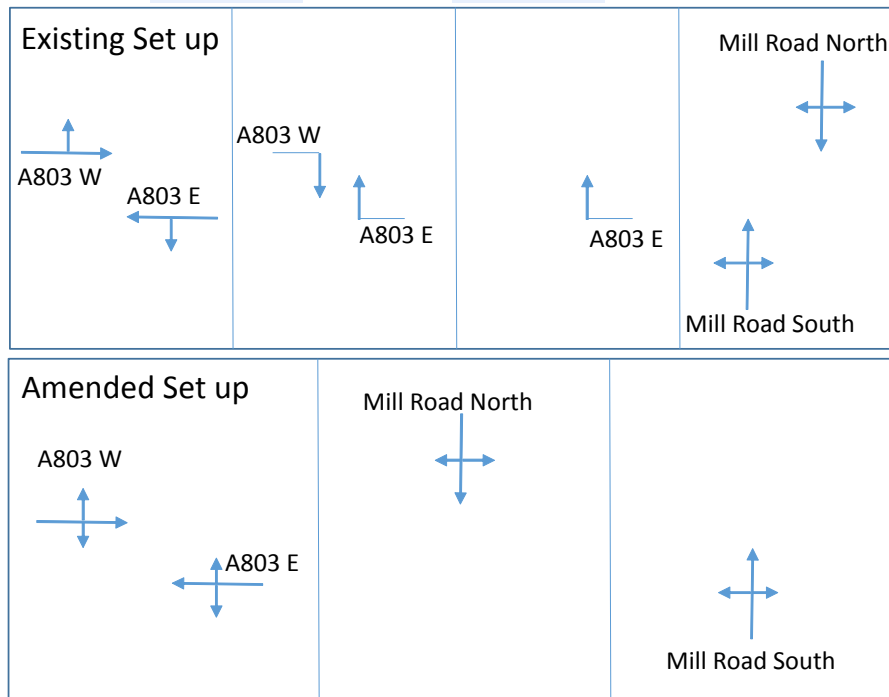 Existing Set up
A803 W
A803 E
A803 W
A803 E
A803 E
Mill Road North
Mill Road South
Amended Set up
A803 W
A803 E
Mill Road North
Mill Road South